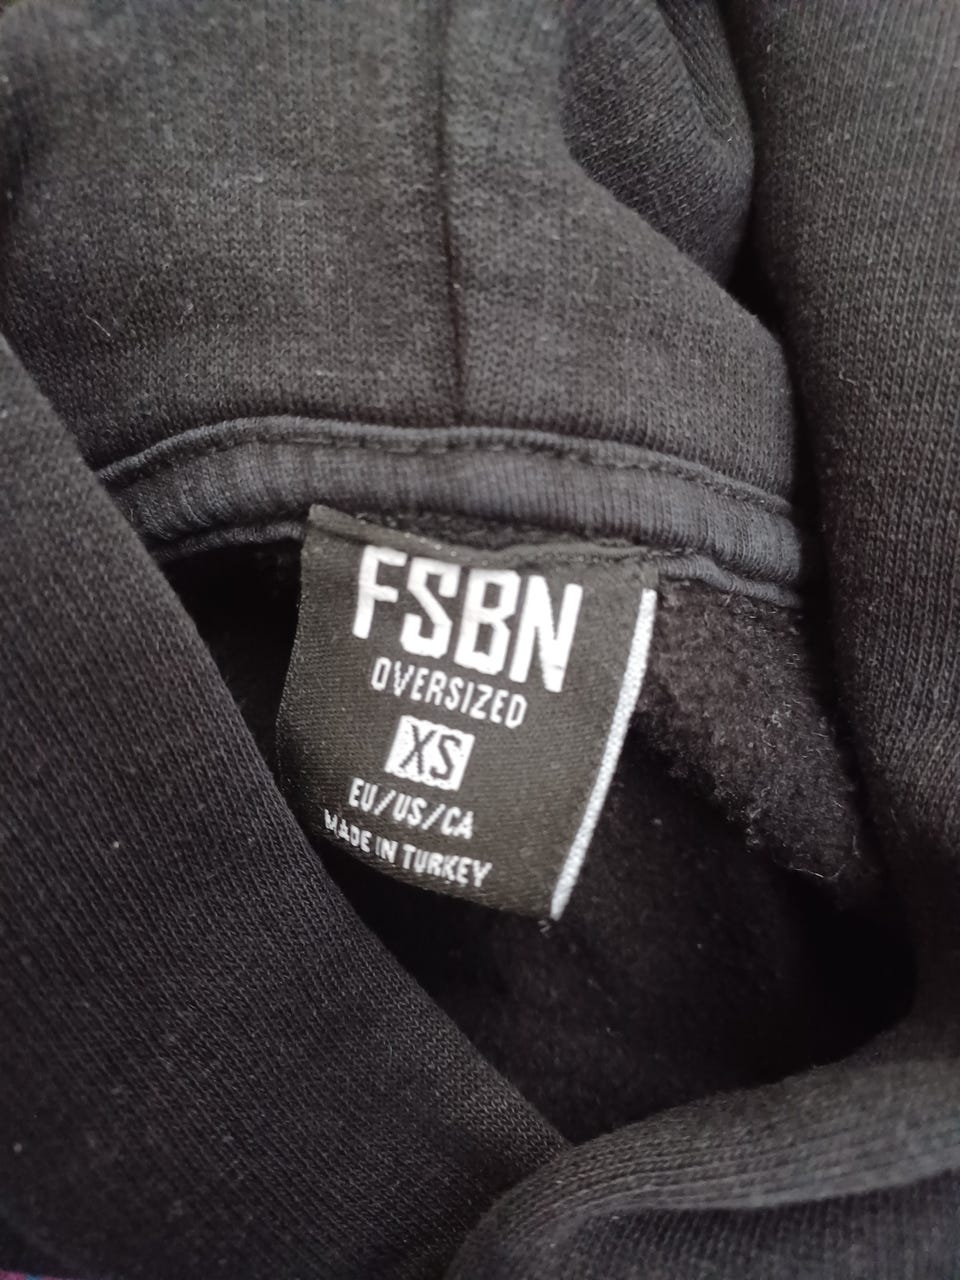 FSBN
OVERSIZED
XS
EU/US/CA
MADE IN TURKEY